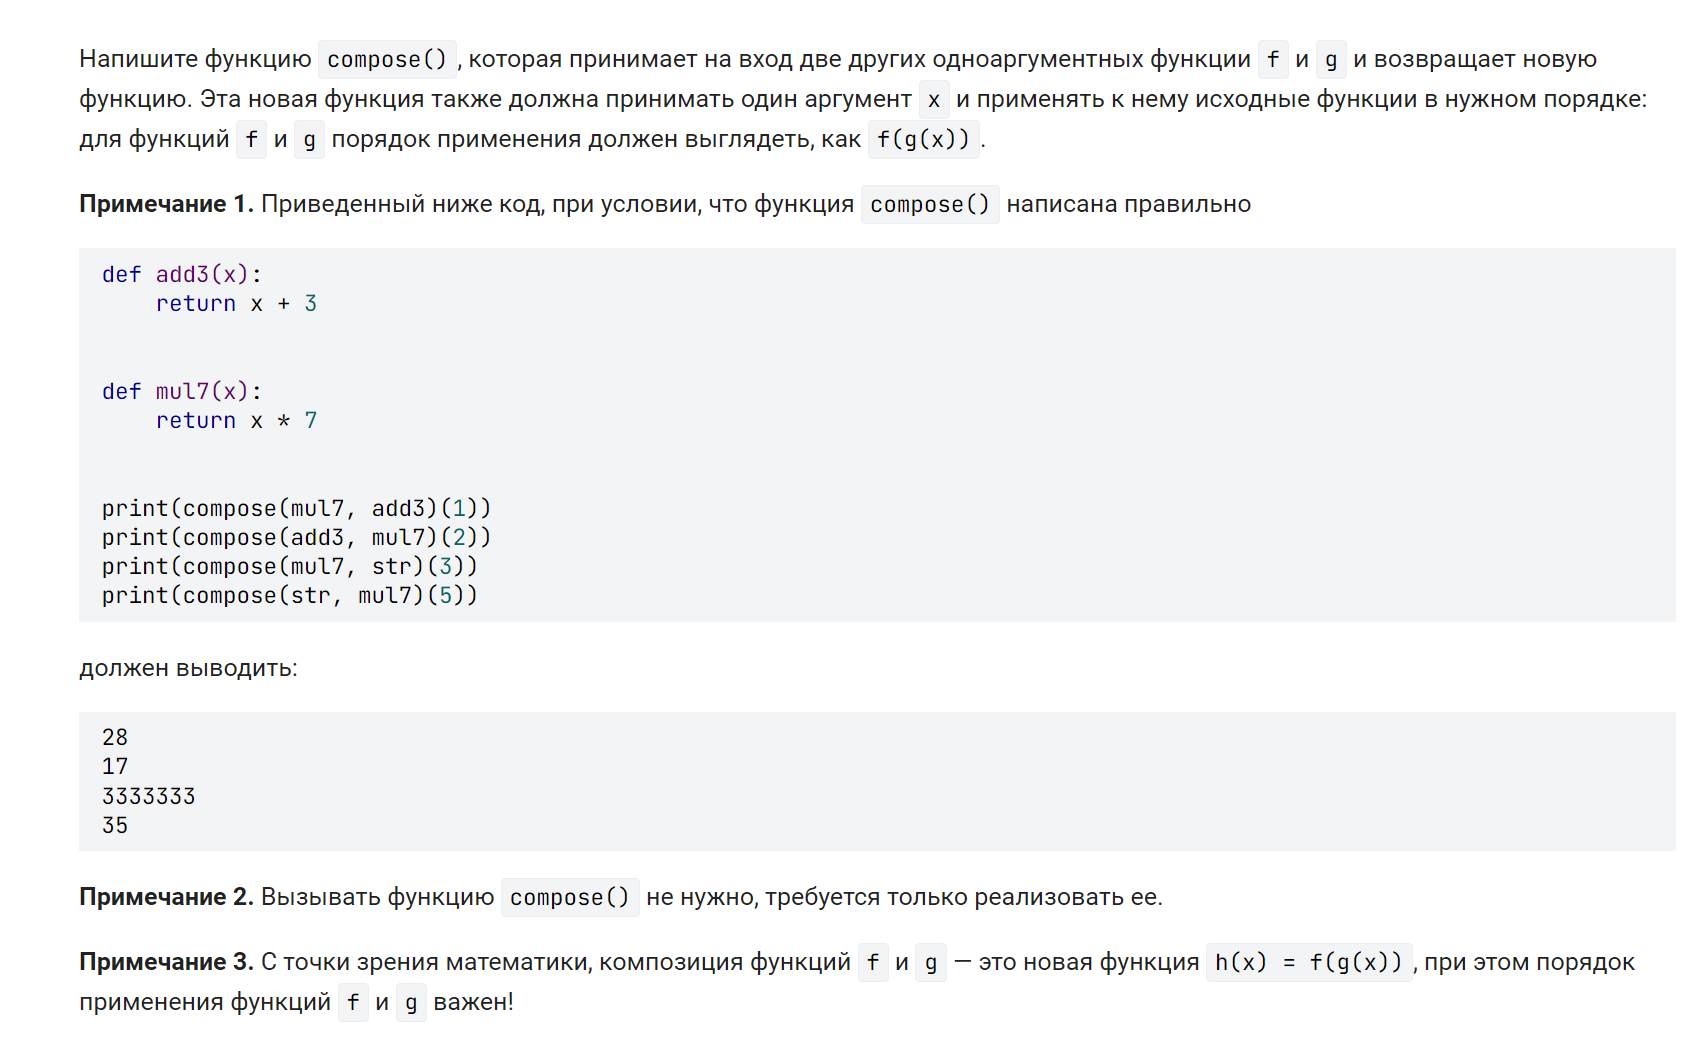 Напишите функцию compose(), которая принимает на вход две других одноаргументных функции f и g и возвращает новую
функцию. Эта новая функция также должна принимать один аргумент x и применять к нему исходные функции в нужном порядке:
для функций f и g порядок применения должен выглядеть, как f(g(x)).
Примечание 1. Приведенный ниже код, при условии, что функция compose() написана правильно
def add3(x):
    return x + 3
def mul7(x):
    return x * 7
print(compose(mul7, add3)(1))
print(compose(add3, mul7)(2))
print(compose(mul7, str)(3))
print(compose(str, mul7)(5))
должен выводить:
28
17
3333333
35
Примечание 2. Вызывать функцию compose() не нужно, требуется только реализовать ее.
Примечание 3. С точки зрения математики, композиция функций f и g — это новая функция h(x) = f(g(x)), при этом порядок
применения функций f и g важен!